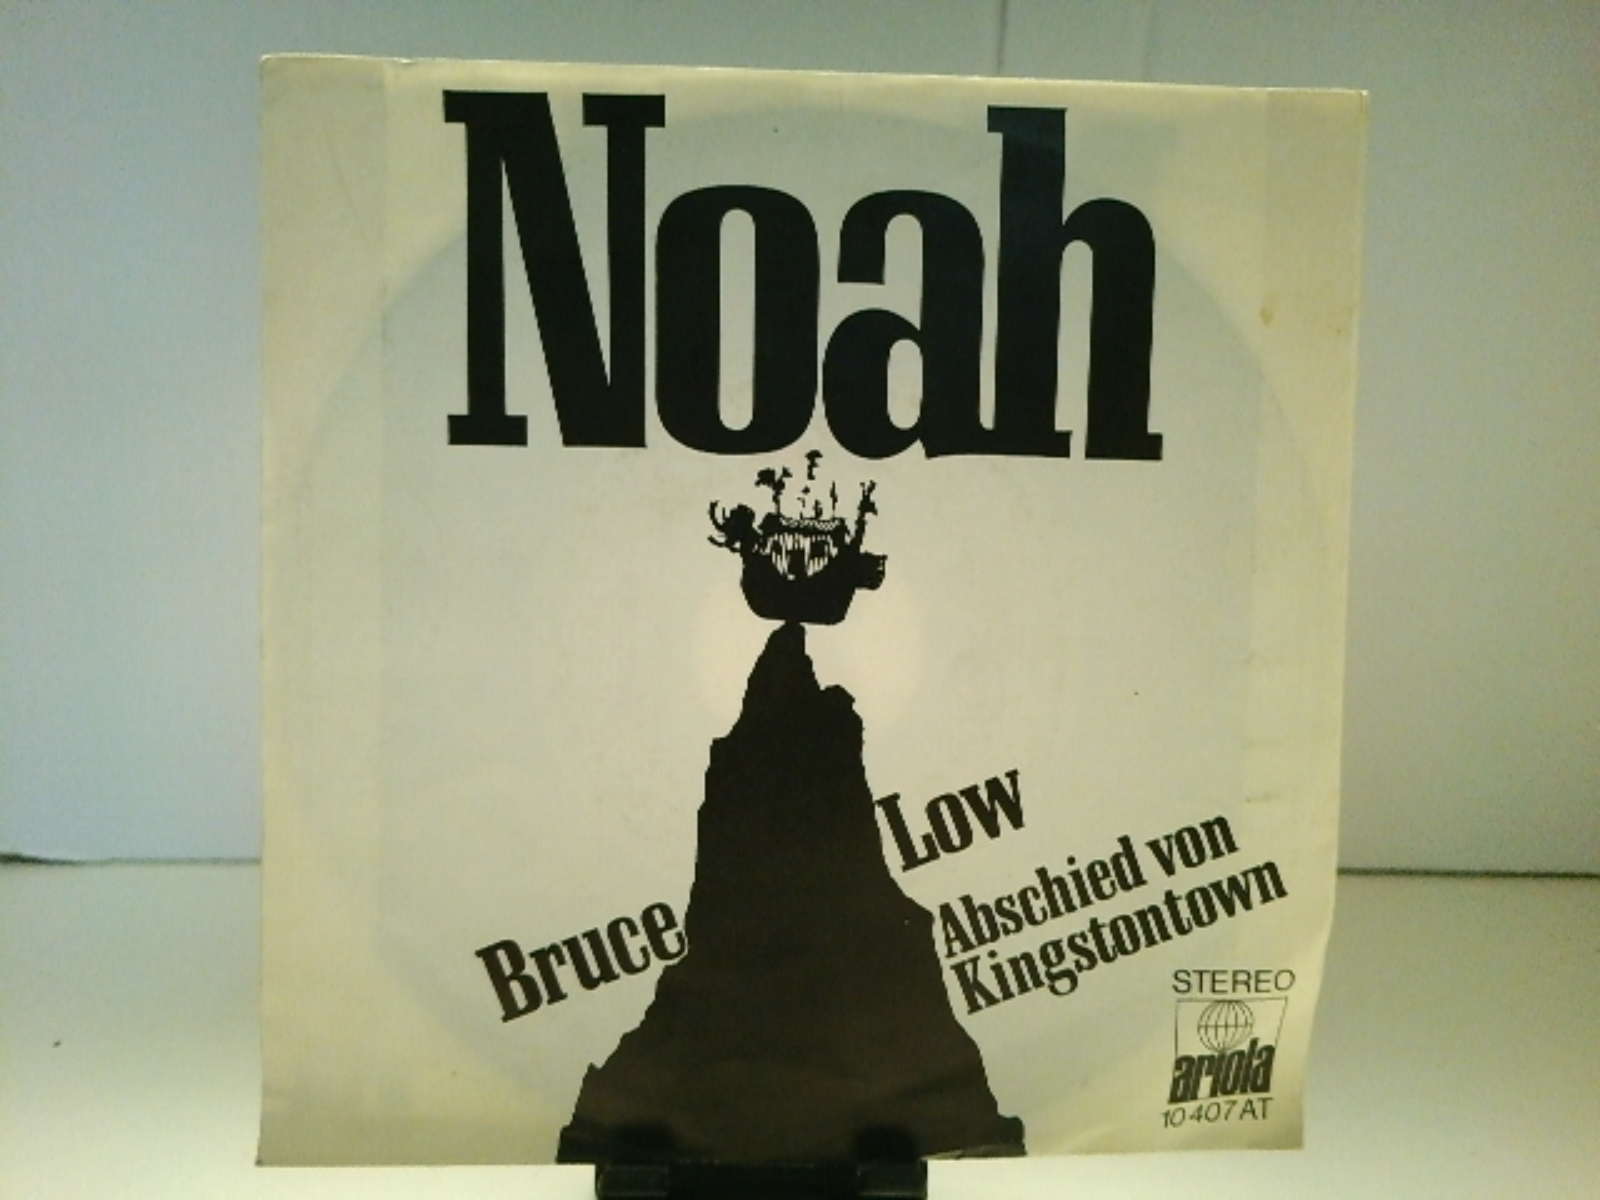 Noah
Bruce
Low
Abschied von
Kingstontown
STEREO
ariola
10 407 AT